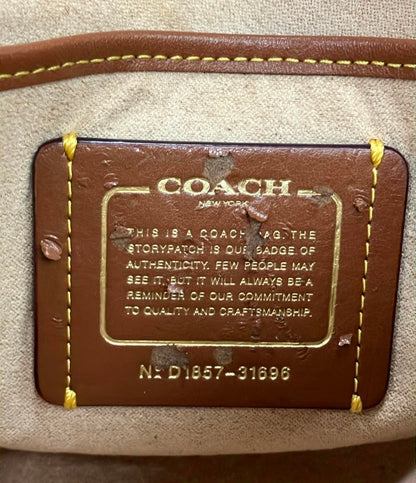 COACH
NEW YORK
THIS IS A COACH BAG. THE
STORYPATCH IS OUR BADGE OF
AUTHENTICITY. FEW PEOPLE MAY
SEE IT, BUT IT WILL ALWAYS BE A
REMINDER OF OUR COMMITMENT
TO QUALITY AND CRAFTSMANSHIP.
Nº D1857-31696